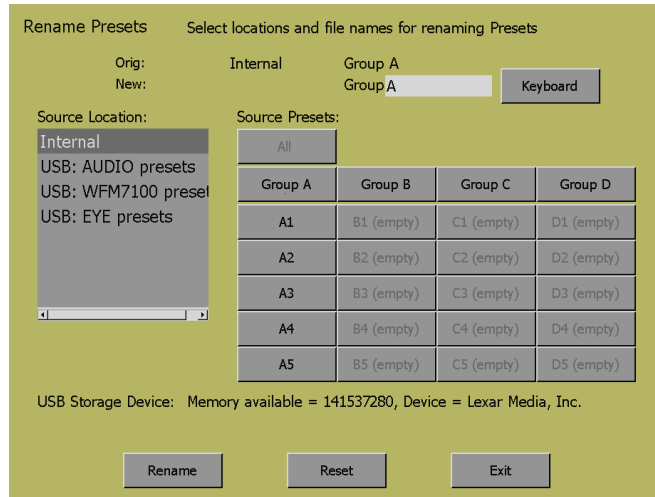 Rename Presets Select locations and file names for renaming Presets
Orig: Internal Group A
New: Group A Keyboard
Source Location: Source Presets:
Internal
USB: AUDIO presets
USB: WFM7100 preset
USB: EYE presets
All
Group A Group B Group C Group D
A1 B1 (empty) C1 (empty) D1 (empty)
A2 B2 (empty) C2 (empty) D2 (empty)
A3 B3 (empty) C3 (empty) D3 (empty)
A4 B4 (empty) C4 (empty) D4 (empty)
A5 B5 (empty) C5 (empty) D5 (empty)
USB Storage Device: Memory available = 141537280, Device = Lexar Media, Inc.
Rename Reset Exit